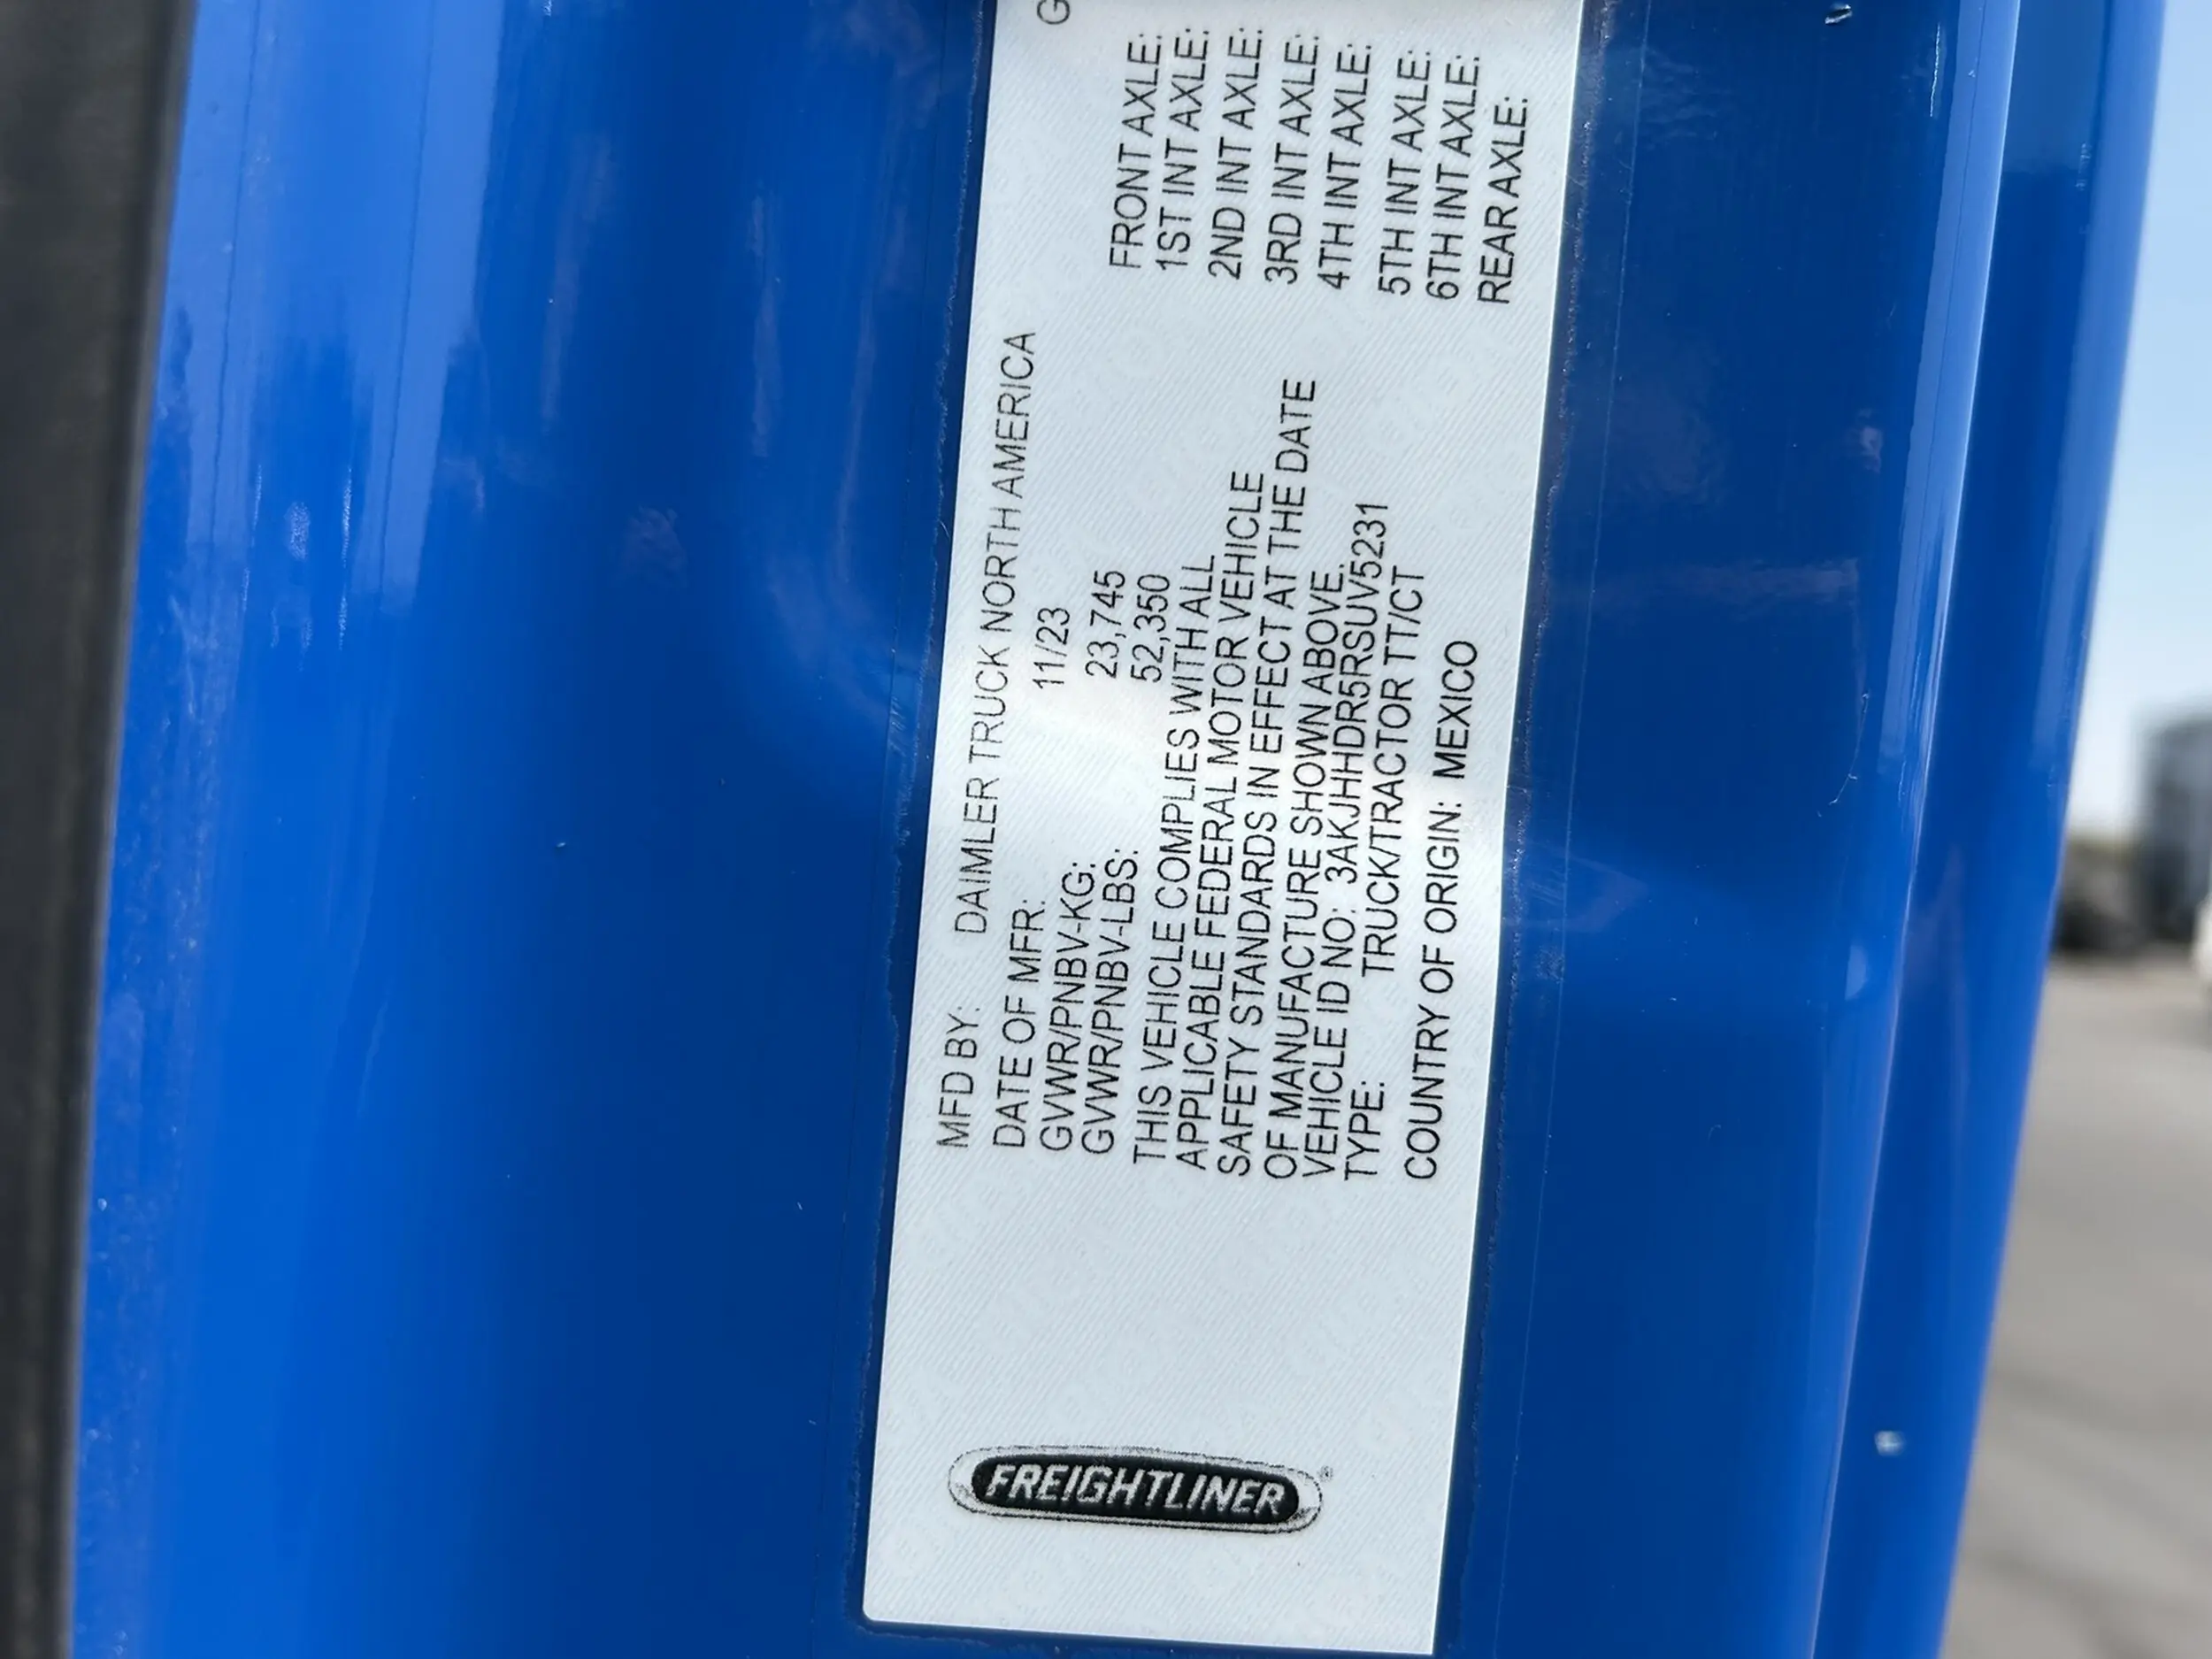 FREIGHTLINER®
MFD BY: DAIMLER TRUCK NORTH AMERICA
DATE OF MFR: 11/23
GVWR/PNBV-KG: 23,745
GVWR/PNBV-LBS: 52,350
THIS VEHICLE COMPLIES WITH ALL
APPLICABLE FEDERAL MOTOR VEHICLE
SAFETY STANDARDS IN EFFECT AT THE DATE
OF MANUFACTURE SHOWN ABOVE.
VEHICLE ID NO: 3AKJHHDR5RSUV5231
TYPE: TRUCK/TRACTOR TT/CT
COUNTRY OF ORIGIN: MEXICO
G
FRONT AXLE:
1ST INT AXLE:
2ND INT AXLE:
3RD INT AXLE:
4TH INT AXLE:
5TH INT AXLE:
6TH INT AXLE:
REAR AXLE: